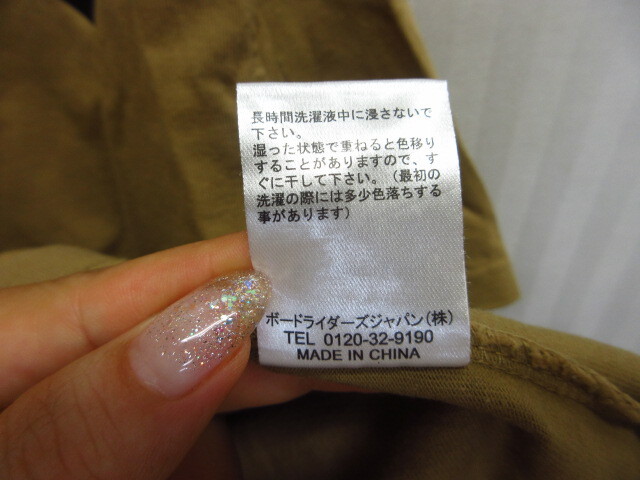 長時間洗濯液中に浸さないで
下さい。
湿った状態で重ねると色移り
することがありますので、す
ぐに干して下さい。（最初の
洗濯の際には多少色落ちする
事があります）
ボードライダーズジャパン(株)
TEL 0120-32-9190
MADE IN CHINA